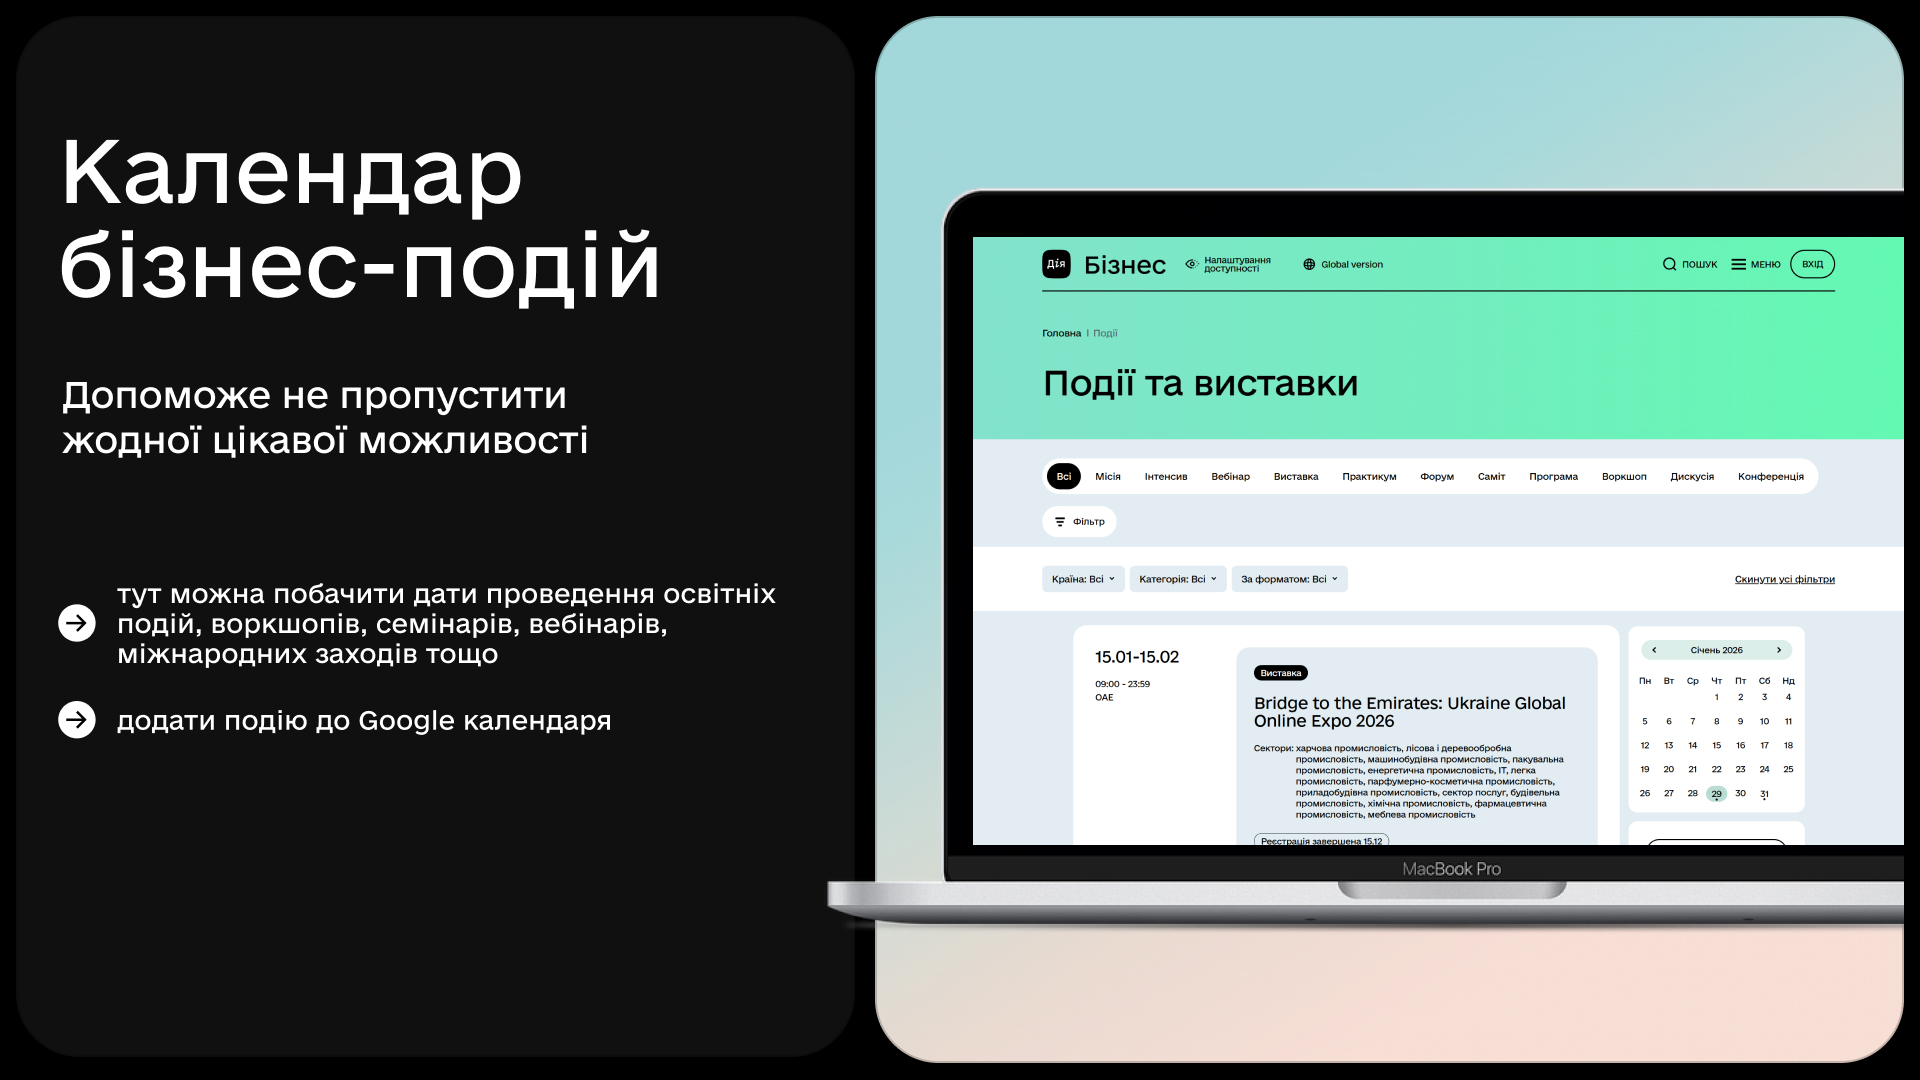 Календар
бізнес-подій
Допоможе не пропустити
жодної цікавої можливості
тут можна побачити дати проведення освітніх
подій, воркшопів, семінарів, вебінарів,
міжнародних заходів тощо
додати подію до Google календаря
Дія
Бізнес
Налаштування
доступності
Global version
ПОШУК
МЕНЮ
ВХІД
Головна | Події
Події та виставки
Всі Місія Інтенсив Вебінар Виставка Практикум Форум Саміт Програма Воркшоп Дискусія Конференція
Фільтр
Країна: Всі Категорія: Всі За форматом: Всі Скинути усі фільтри
15.01-15.02
09:00 - 23:59
ОАЕ
Виставка
Bridge to the Emirates: Ukraine Global
Online Expo 2026
Сектори: харчова промисловість, лісова і деревообробна
промисловість, машинобудівна промисловість, пакувальна
промисловість, енергетична промисловість, ІТ, легка
промисловість, парфумерно-косметична промисловість,
приладобудівна промисловість, сектор послуг, будівельна
промисловість, хімічна промисловість, фармацевтична
промисловість, меблева промисловість
Реєстрація завершена 15.12
Січень 2026
Пн Вт Ср Чт Пт Сб Нд
1 2 3 4
5 6 7 8 9 10 11
12 13 14 15 16 17 18
19 20 21 22 23 24 25
26 27 28 29 30 31
MacBook Pro